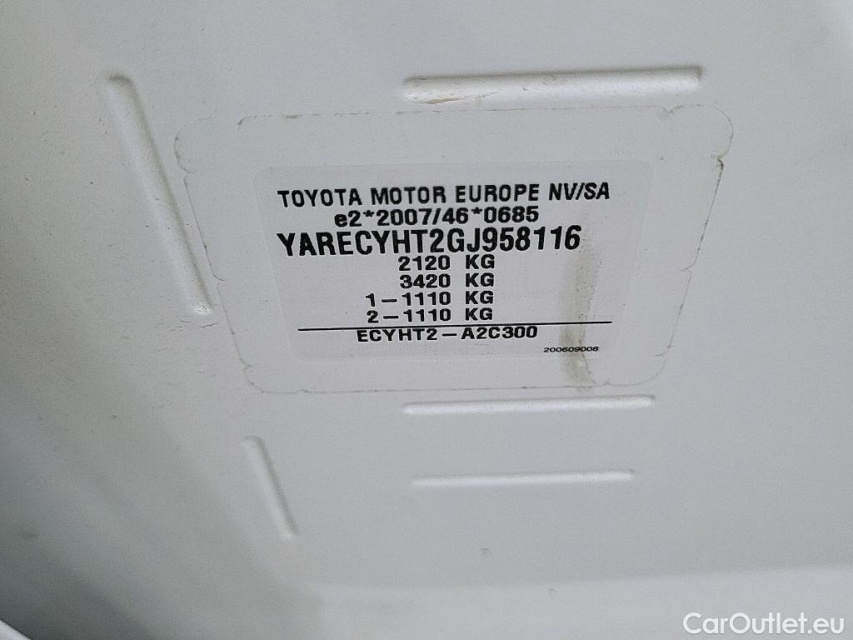 TOYOTA MOTOR EUROPE NV/SA
e2*2007/46*0685
YARECYHT2GJ958116
2120 KG
3420 KG
1-1110 KG
2-1110 KG
ECYHT2-A2C300
200609008
CarOutlet.eu